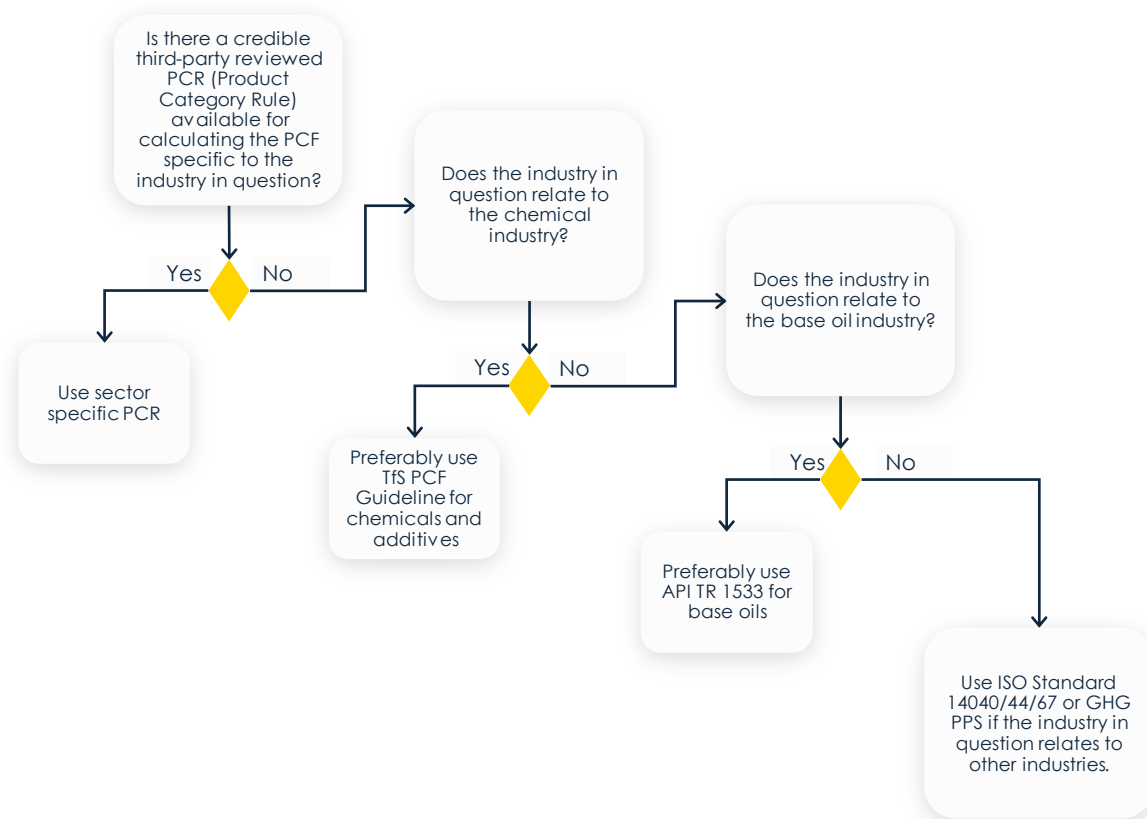 Is there a credible
third-party reviewed
PCR (Product
Category Rule)
available for
calculating the PCF
specific to the
industry in question?
Yes
No
Use sector
specific PCR
Does the industry in
question relate to
the chemical
industry?
Yes
No
Preferably use
TfS PCF
Guideline for
chemicals and
additives
Does the industry in
question relate to
the base oil industry?
Yes
No
Preferably use
API TR 1533 for
base oils
Use ISO Standard
14040/44/67 or GHG
PPS if the industry in
question relates to
other industries.